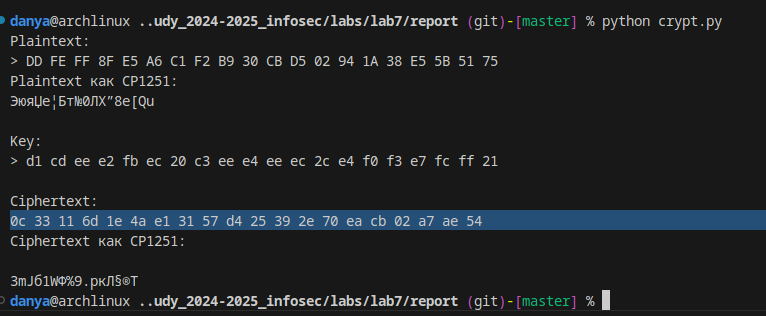 danya@archlinux ..udy_2024-2025_infosec/labs/lab7/report (git)-[master] % python crypt.py
Plaintext:
> DD FE FF 8F E5 A6 C1 F2 B9 30 CB D5 02 94 1A 38 E5 5B 51 75
Plaintext как CP1251:
ЭюяЏе¦Бт№0ЛХ”8е[Qu
Key:
> d1 cd ee e2 fb ec 20 c3 ee e4 ee ec 2c e4 f0 f3 e7 fc ff 21
Ciphertext:
0c 33 11 6d 1e 4a e1 31 57 d4 25 39 2e 70 ea cb 02 a7 ae 54
Ciphertext как CP1251:
3mJб1WФ%9.pкЛ§®T
danya@archlinux ..udy_2024-2025_infosec/labs/lab7/report (git)-[master] %